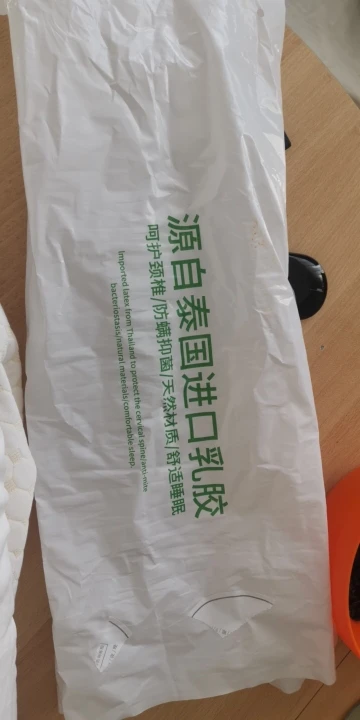 源自泰国进口乳胶
呵护颈椎/防螨抑菌/天然材质/舒适睡眠
Imported latex from Thailand to protect the cervical spine/anti-mite
bacteriostasis/natural materials/comfortable sleep.